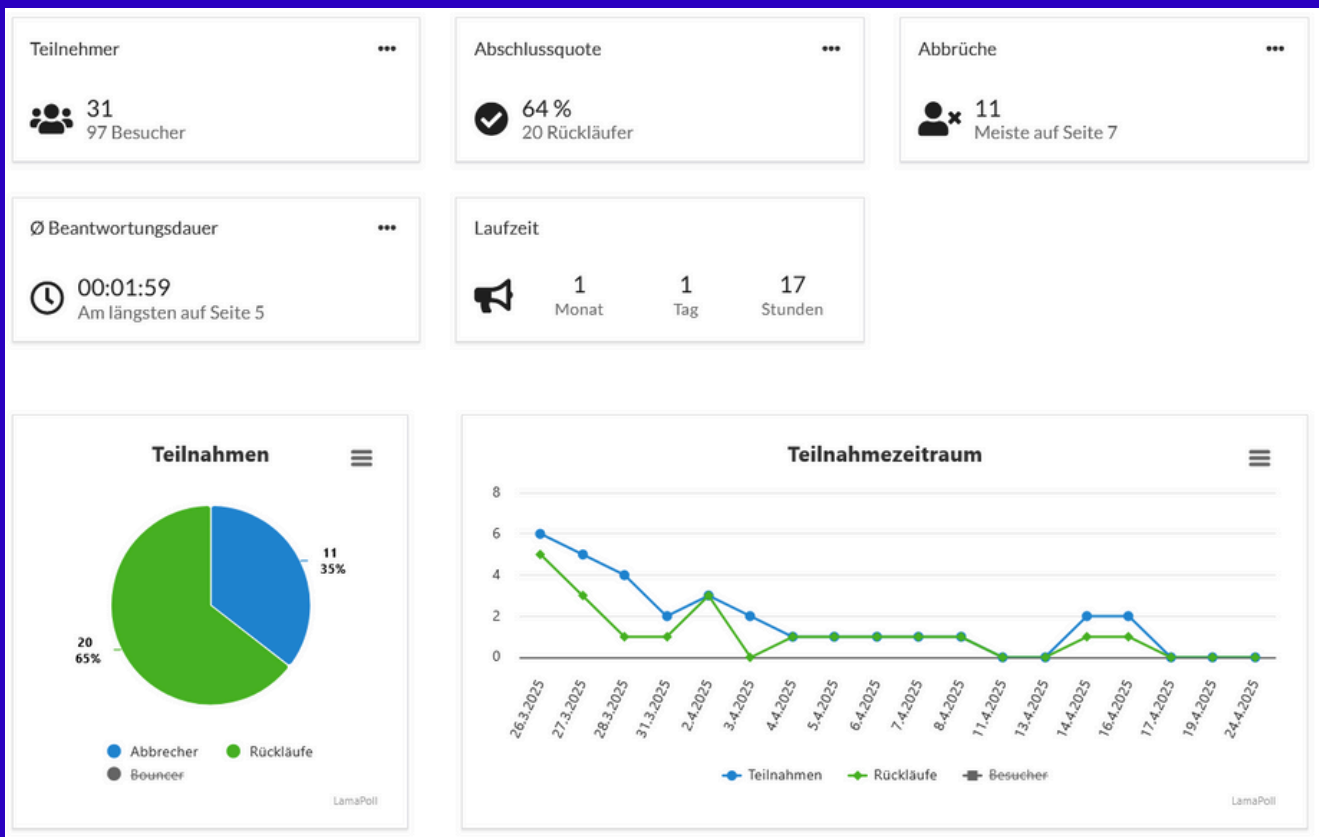 Teilnehmer
31
97 Besucher
Abschlussquote
64 %
20 Rückläufer
Abbrüche
11
Meiste auf Seite 7
Ø Beantwortungsdauer
00:01:59
Am längsten auf Seite 5
Laufzeit
1 1 17
Monat Tag Stunden
Teilnahmen
11
35%
20
65%
Abbrecher Rückläufe
Bouncer
LamaPoll
Teilnahmezeitraum
8
6
4
2
0
26.3.2025 27.3.2025 28.3.2025 31.3.2025 2.4.2025 3.4.2025 4.4.2025 5.4.2025 6.4.2025 7.4.2025 8.4.2025 11.4.2025 13.4.2025 14.4.2025 16.4.2025 17.4.2025 19.4.2025 24.4.2025
Teilnahmen Rückläufe Besucher
LamaPoll